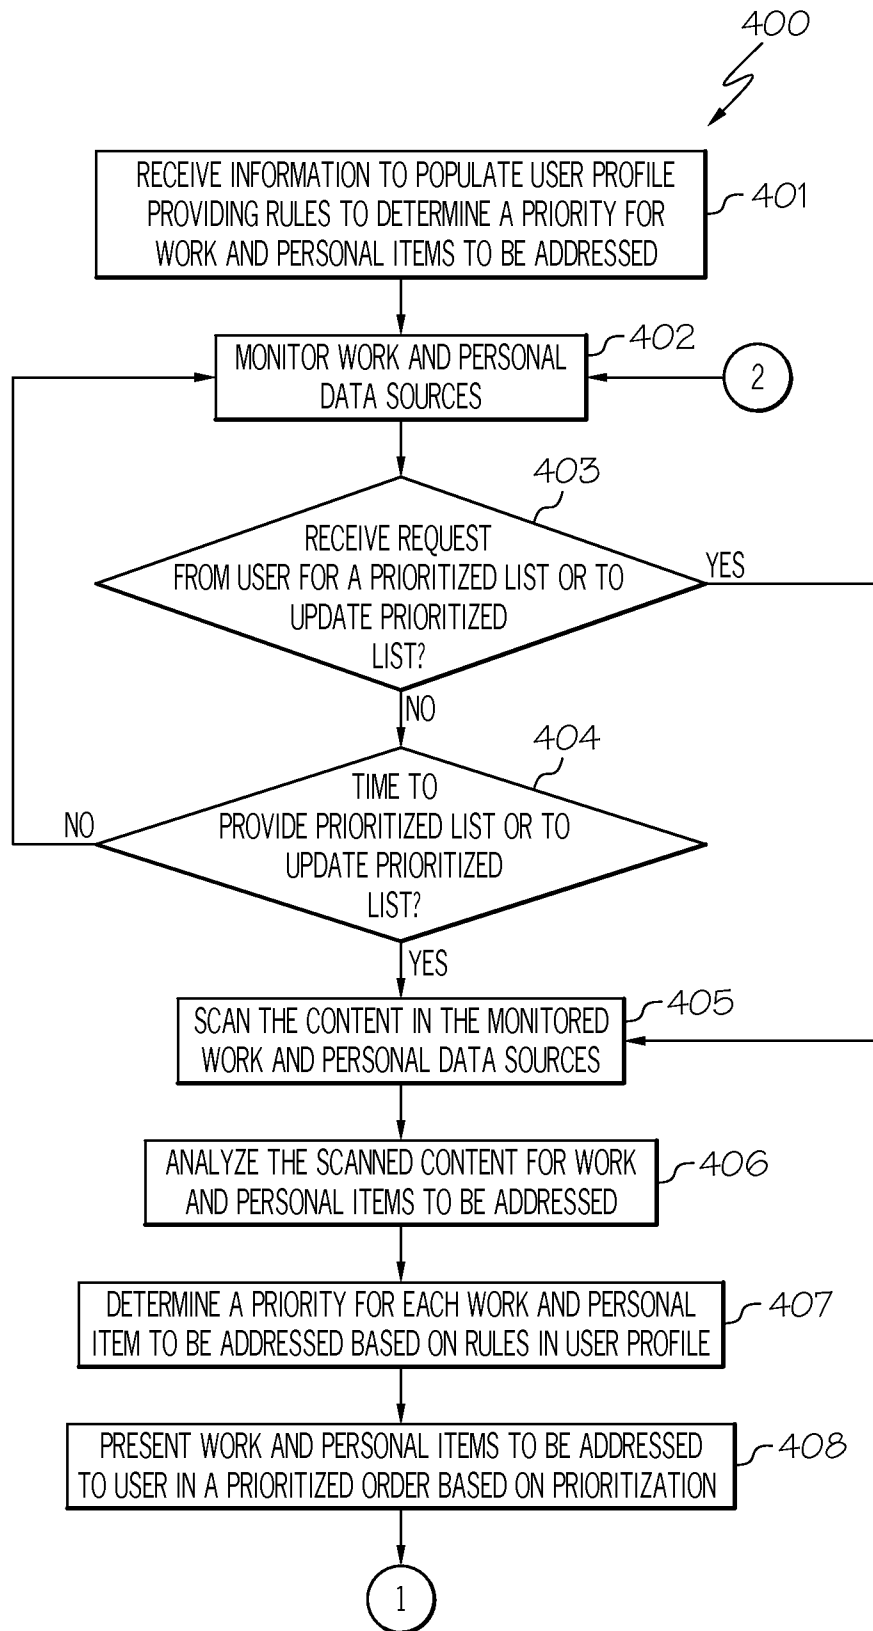 400
RECEIVE INFORMATION TO POPULATE USER PROFILE
PROVIDING RULES TO DETERMINE A PRIORITY FOR
WORK AND PERSONAL ITEMS TO BE ADDRESSED
401
MONITOR WORK AND PERSONAL
DATA SOURCES
402
2
403
RECEIVE REQUEST
FROM USER FOR A PRIORITIZED LIST OR TO
UPDATE PRIORITIZED
LIST?
YES
NO
404
TIME TO
PROVIDE PRIORITIZED LIST OR TO
UPDATE PRIORITIZED
LIST?
NO
YES
SCAN THE CONTENT IN THE MONITORED
WORK AND PERSONAL DATA SOURCES
405
ANALYZE THE SCANNED CONTENT FOR WORK
AND PERSONAL ITEMS TO BE ADDRESSED
406
DETERMINE A PRIORITY FOR EACH WORK AND PERSONAL
ITEM TO BE ADDRESSED BASED ON RULES IN USER PROFILE
407
PRESENT WORK AND PERSONAL ITEMS TO BE ADDRESSED
TO USER IN A PRIORITIZED ORDER BASED ON PRIORITIZATION
408
1